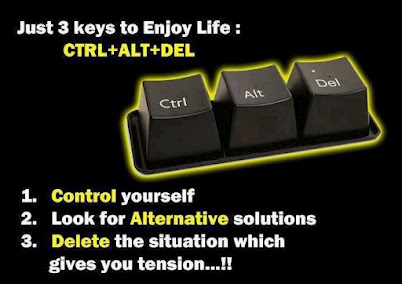 Just 3 keys to Enjoy Life :
CTRL+ALT+DEL
Ctrl
Alt
Del
1. Control yourself
2. Look for Alternative solutions
3. Delete the situation which
gives you tension...!!